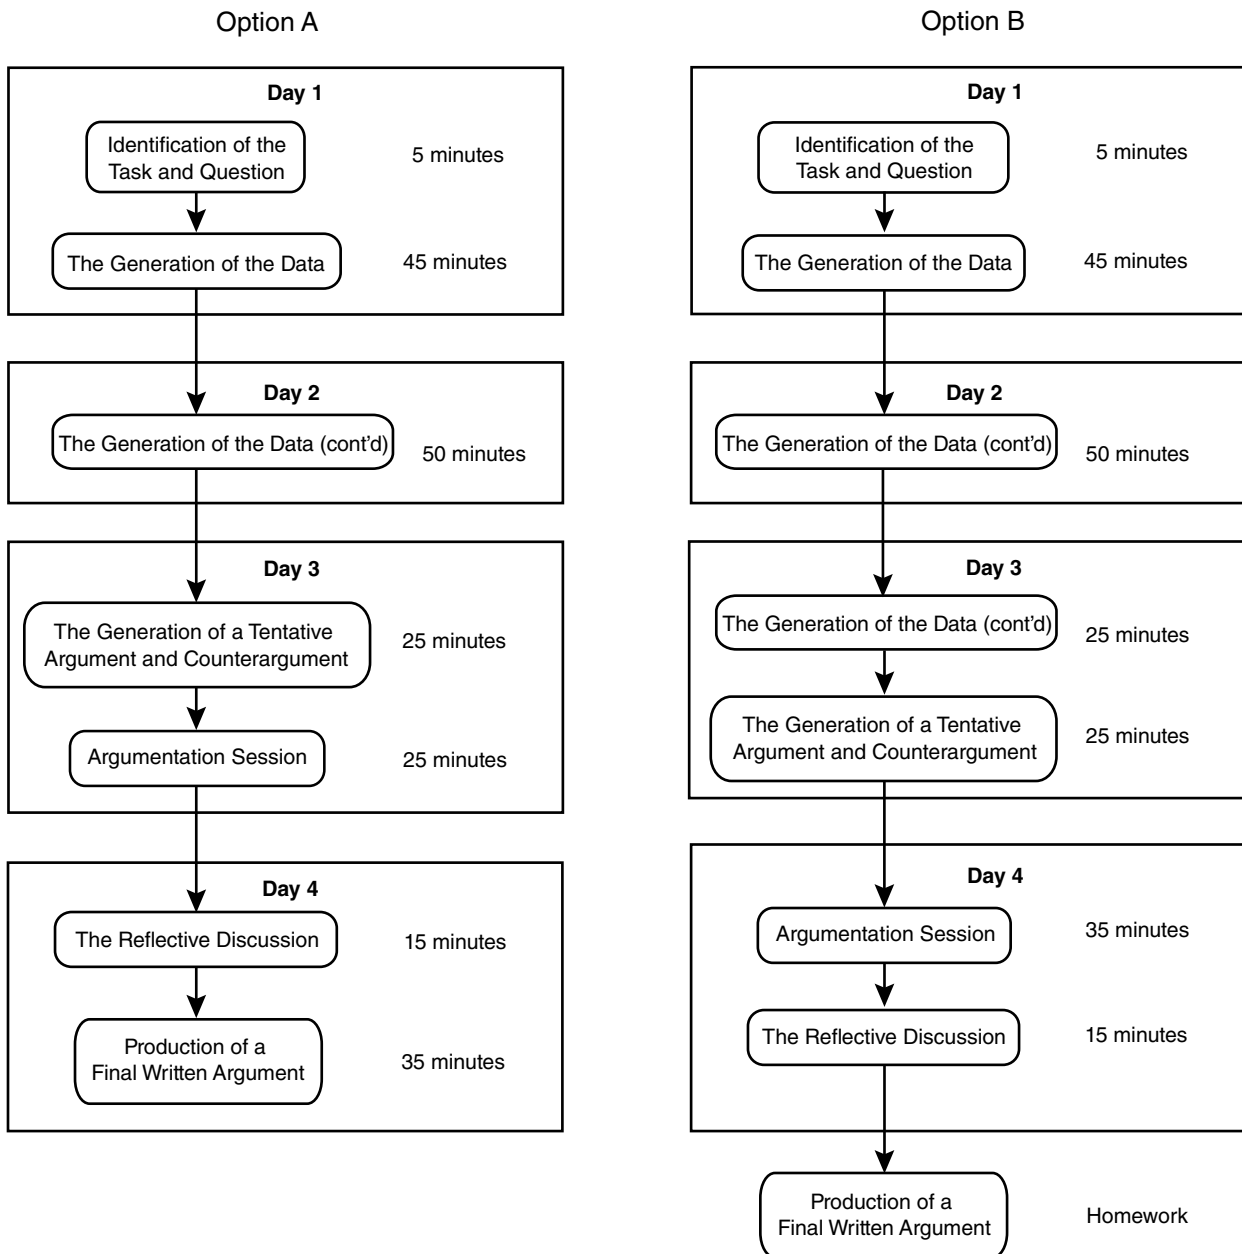 Option A
Day 1
Identification of the
Task and Question
5 minutes
The Generation of the Data
45 minutes
Day 2
The Generation of the Data (cont’d)
50 minutes
Day 3
The Generation of a Tentative
Argument and Counterargument
25 minutes
Argumentation Session
25 minutes
Day 4
The Reflective Discussion
15 minutes
Production of a
Final Written Argument
35 minutes
Option B
Day 1
Identification of the
Task and Question
5 minutes
The Generation of the Data
45 minutes
Day 2
The Generation of the Data (cont’d)
50 minutes
Day 3
The Generation of the Data (cont’d)
25 minutes
The Generation of a Tentative
Argument and Counterargument
25 minutes
Day 4
Argumentation Session
35 minutes
The Reflective Discussion
15 minutes
Production of a
Final Written Argument
Homework